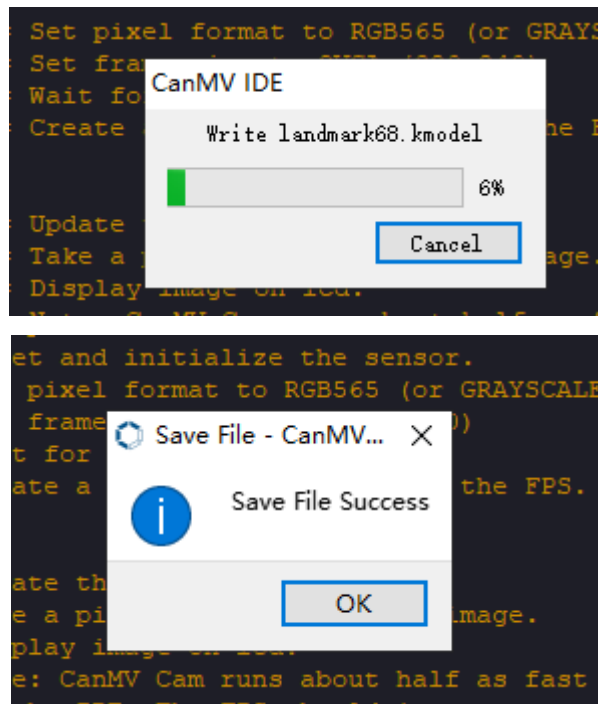 Set pixel format to RGB565 (or GRAYS
Set fra
CanMV IDE
Wait fo
Create
Write landmark68.kmodel
he
6%
Update
Cancel
Take a
age.
Display image on lcd.
et and initialize the sensor.
pixel format to RGB565 (or GRAYSCALE
frame
Save File - CanMV...
t for
ate a
Save File Success
the FPS.
ate th
OK
e a pi
image.
play i
e: CanMV Cam runs about half as fast